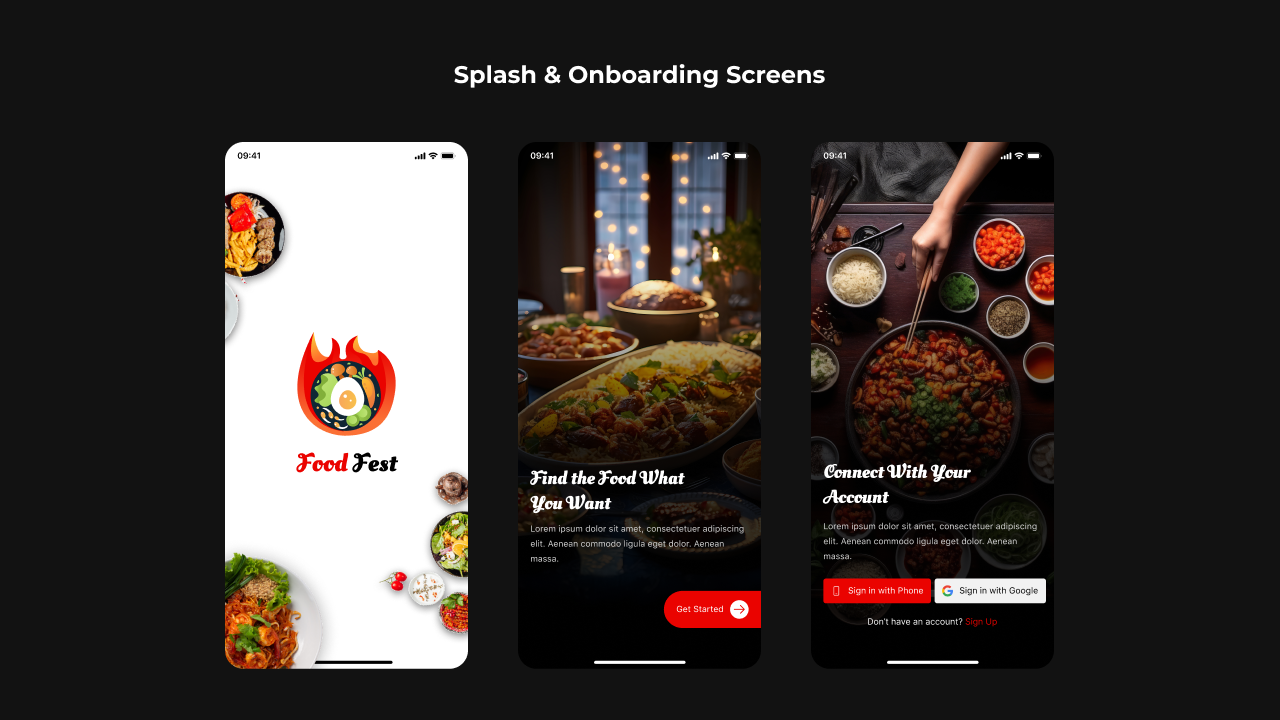 Splash & Onboarding Screens
09:41
Food Fest
09:41
Find the Food What
You Want
Lorem ipsum dolor sit amet, consectetuer adipiscing
elit. Aenean commodo ligula eget dolor. Aenean
massa.
Get Started
09:41
Connect With Your
Account
Lorem ipsum dolor sit amet, consectetuer adipiscing
elit. Aenean commodo ligula eget dolor. Aenean
massa.
Sign in with Phone
Sign in with Google
Don't have an account? Sign Up